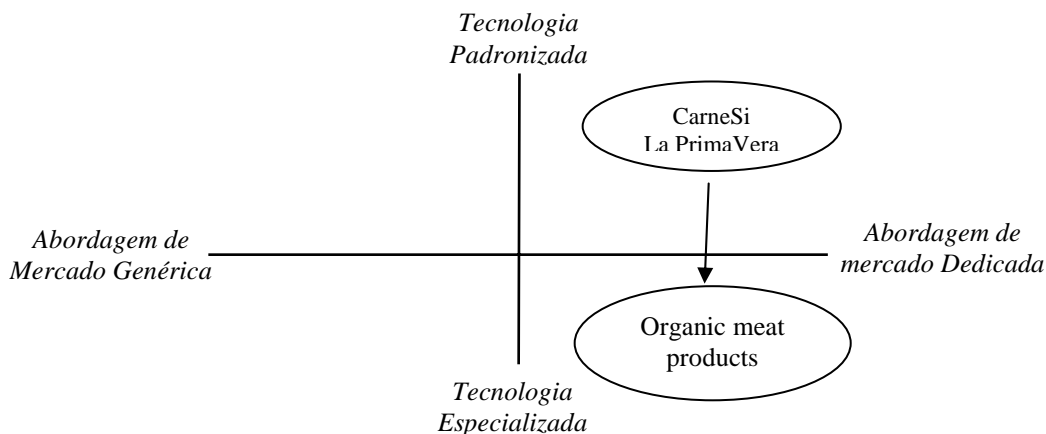 Tecnologia
Padronizada
CarneSi
La PrimaVera
Abordagem de
Mercado Genérica
Abordagem de
mercado Dedicada
Organic meat
products
Tecnologia
Especializada